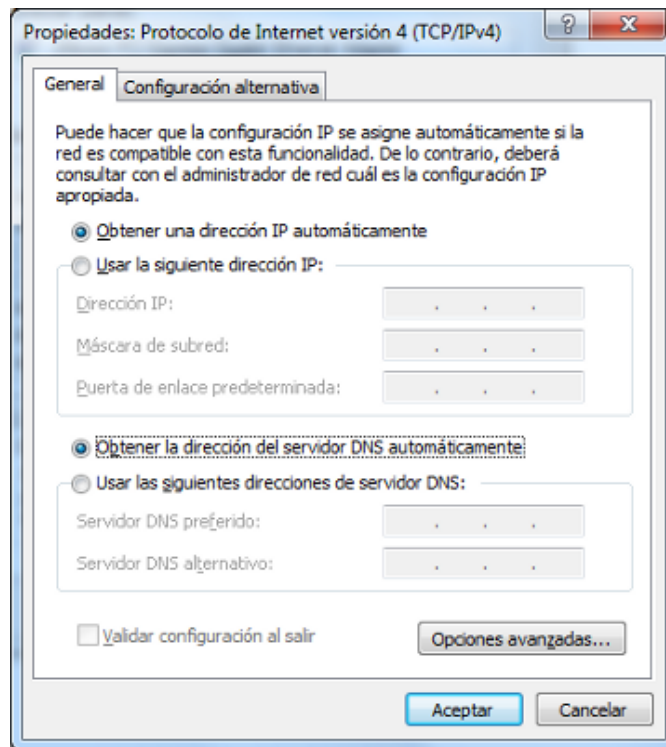 Propiedades: Protocolo de Internet versión 4 (TCP/IPv4)
General
Configuración alternativa
Puede hacer que la configuración IP se asigne automáticamente si la
red es compatible con esta funcionalidad. De lo contrario, deberá
consultar con el administrador de red cuál es la configuración IP
apropiada.
Obtener una dirección IP automáticamente
Usar la siguiente dirección IP:
Dirección IP:
Máscara de subred:
Puerta de enlace predeterminada:
Obtener la dirección del servidor DNS automáticamente
Usar las siguientes direcciones de servidor DNS:
Servidor DNS preferido:
Servidor DNS alternativo:
Validar configuración al salir
Opciones avanzadas...
Aceptar
Cancelar